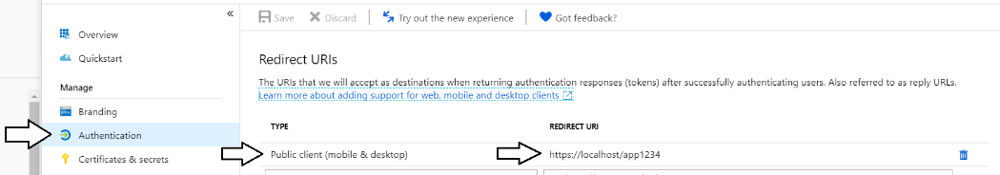 «
Save
Discard
Try out the new experience
Got feedback?
Overview
Quickstart
Manage
Branding
Authentication
Certificates & secrets
Redirect URIs
The URIs that we will accept as destinations when returning authentication responses (tokens) after successfully authenticating users. Also referred to as reply URLs.
Learn more about adding support for web, mobile and desktop clients
TYPE
REDIRECT URI
Public client (mobile & desktop)
https://localhost/app1234